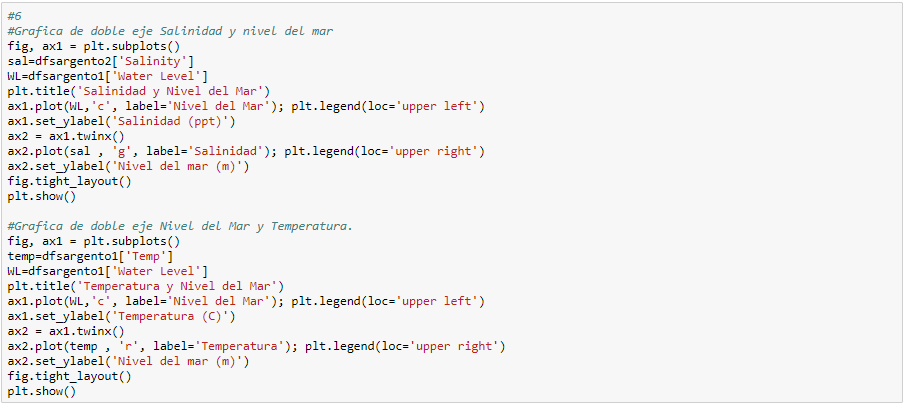 #6
#Grafica de doble eje Salinidad y nivel del mar
fig, ax1 = plt.subplots()
sal=dfsargento2['Salinity']
WL=dfsargento1['Water Level']
plt.title('Salinidad y Nivel del Mar')
ax1.plot(WL,'c', label='Nivel del Mar'); plt.legend(loc='upper left')
ax1.set_ylabel('Salinidad (ppt)')
ax2 = ax1.twinx()
ax2.plot(sal , 'g', label='Salinidad'); plt.legend(loc='upper right')
ax2.set_ylabel('Nivel del mar (m)')
fig.tight_layout()
plt.show()

#Grafica de doble eje Nivel del Mar y Temperatura.
fig, ax1 = plt.subplots()
temp=dfsargento1['Temp']
WL=dfsargento1['Water Level']
plt.title('Temperatura y Nivel del Mar')
ax1.plot(WL,'c', label='Nivel del Mar'); plt.legend(loc='upper left')
ax1.set_ylabel('Temperatura (C)')
ax2 = ax1.twinx()
ax2.plot(temp , 'r', label='Temperatura'); plt.legend(loc='upper right')
ax2.set_ylabel('Nivel del mar (m)')
fig.tight_layout()
plt.show()